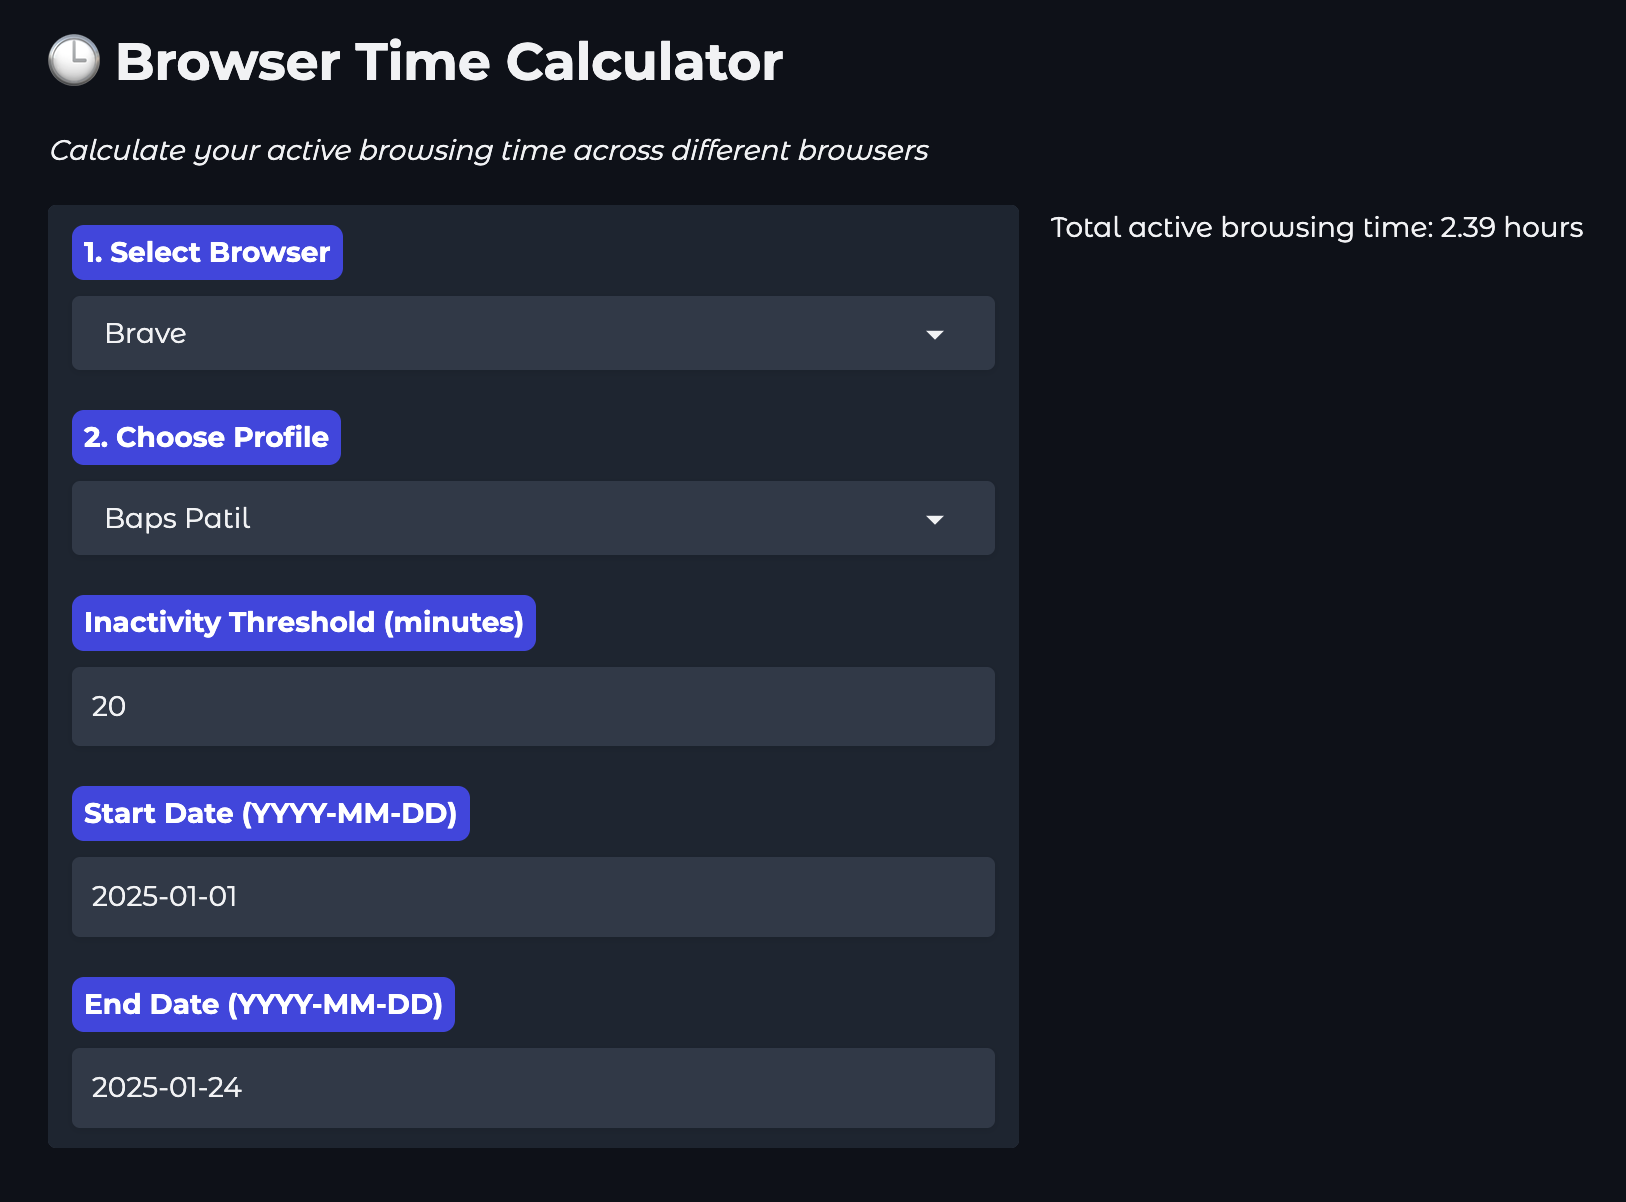 Browser Time Calculator
Calculate your active browsing time across different browsers
1. Select Browser
Brave
2. Choose Profile
Baps Patil
Inactivity Threshold (minutes)
20
Start Date (YYYY-MM-DD)
2025-01-01
End Date (YYYY-MM-DD)
2025-01-24
Total active browsing time: 2.39 hours